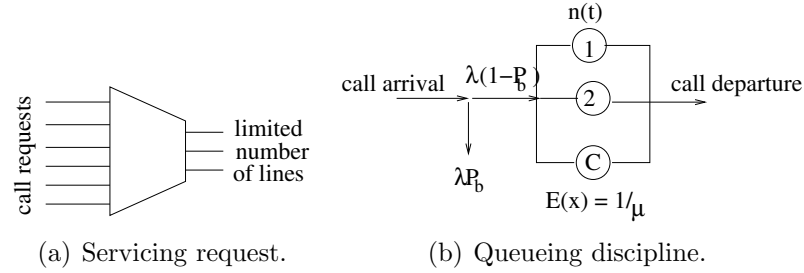 call requests
limited
number
of lines
(a) Servicing request.
n(t)
call arrival
λ(1−P_b)
1
2
C
call departure
λP_b
E(x) = 1/μ
(b) Queueing discipline.